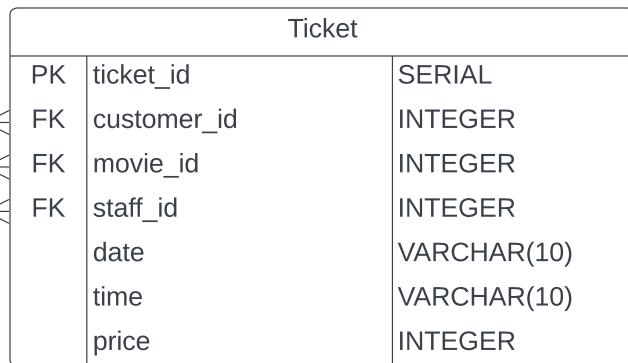 Ticket
PK ticket_id SERIAL
FK customer_id INTEGER
FK movie_id INTEGER
FK staff_id INTEGER
date VARCHAR(10)
time VARCHAR(10)
price INTEGER